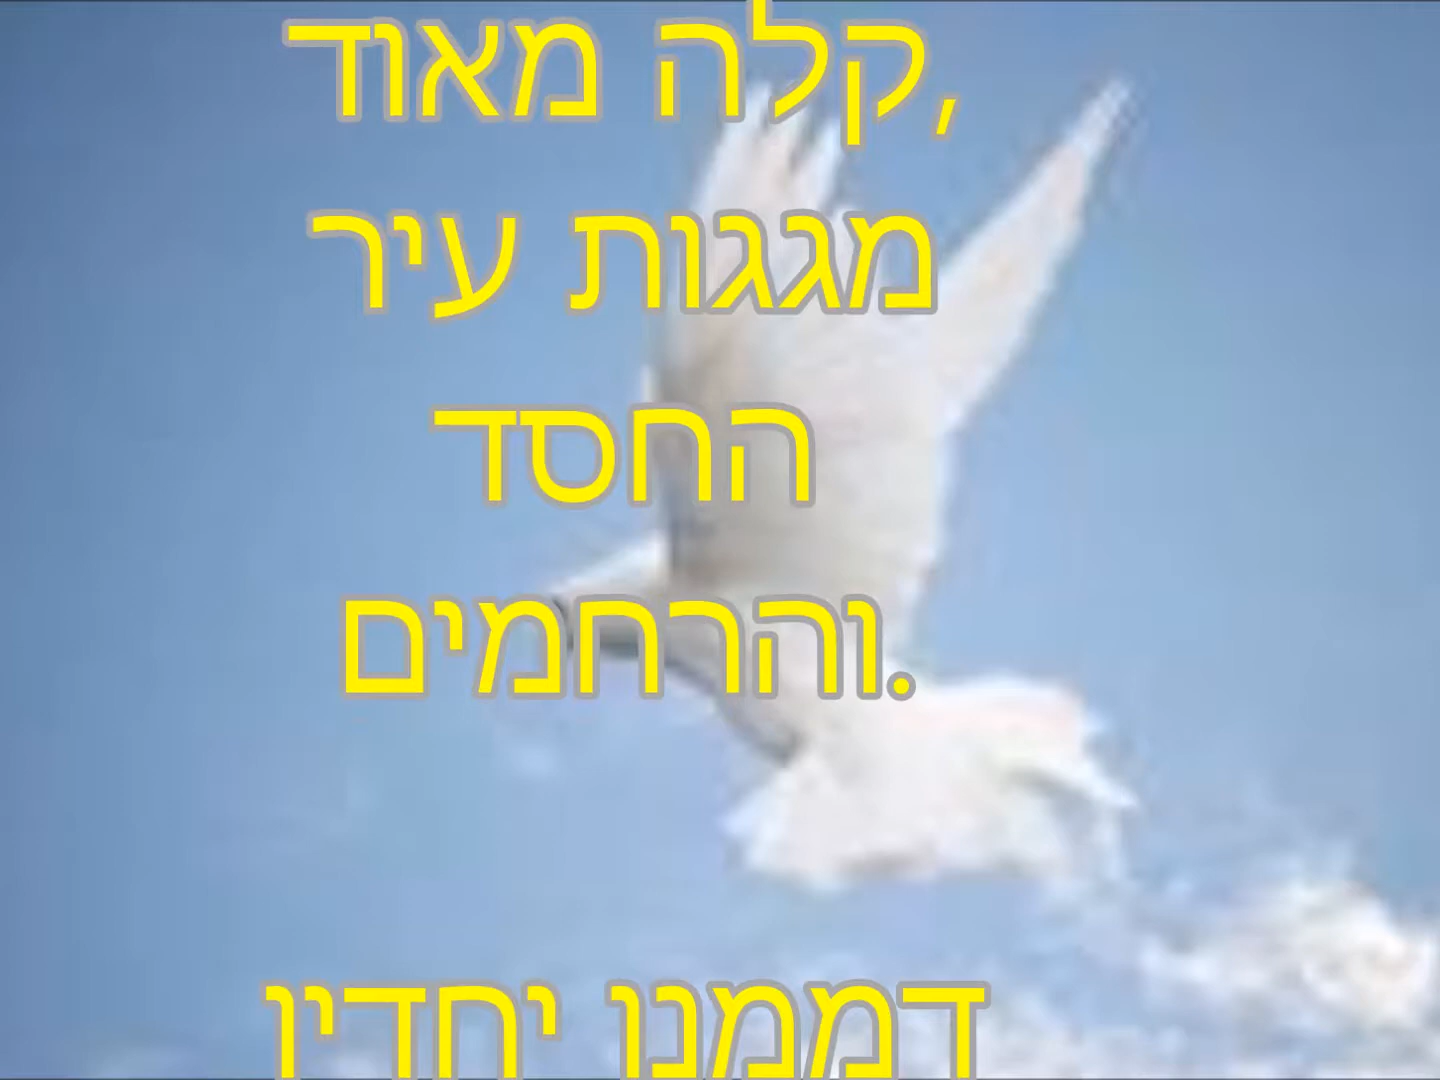 קלה מאוד,
מגגות עיר
החסד
והרחמים.
דממנו יחדיו